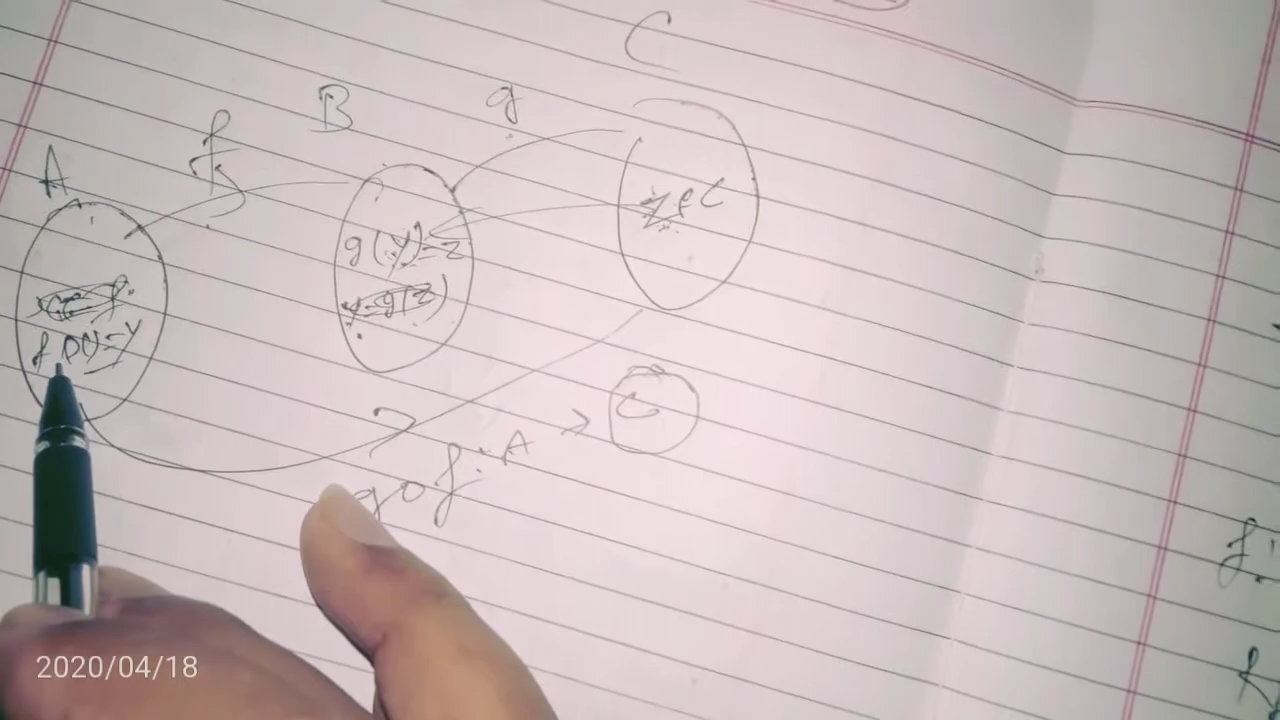 C
A
f
B
g
g(y)=z
z ∈ C
f(x)=y
gof: A → C
f:
2020/04/18